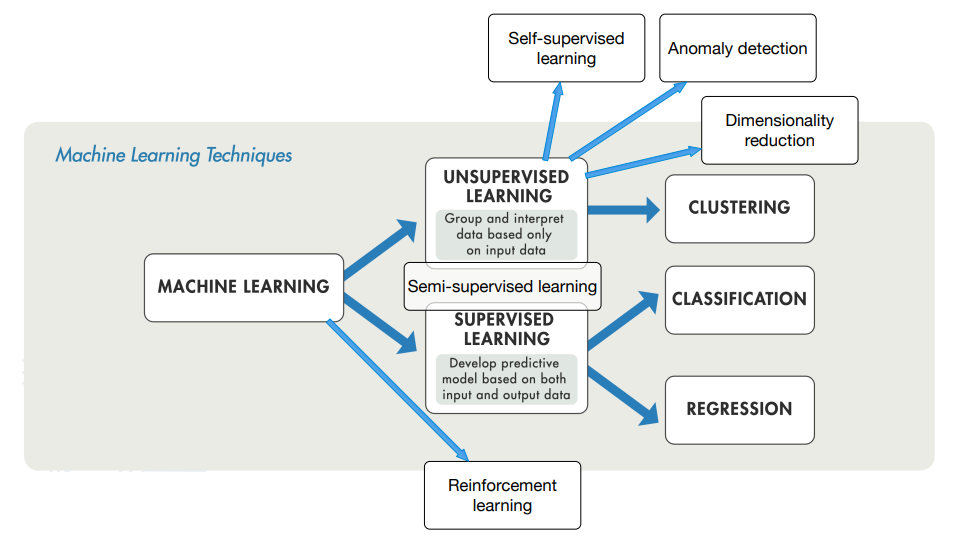 Self-supervised
learning
Anomaly detection
Dimensionality
reduction
Machine Learning Techniques
UNSUPERVISED
LEARNING
Group and interpret
data based only
on input data
CLUSTERING
MACHINE LEARNING
Semi-supervised learning
CLASSIFICATION
SUPERVISED
LEARNING
Develop predictive
model based on both
input and output data
REGRESSION
Reinforcement
learning